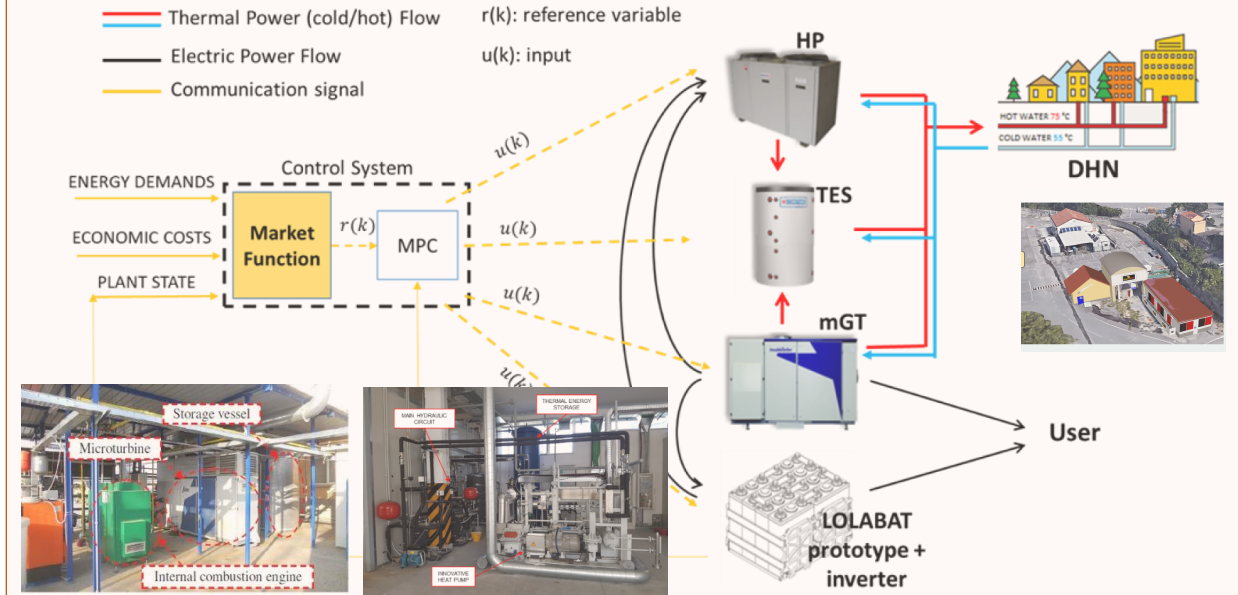 Thermal Power (cold/hot) Flow
r(k): reference variable
Electric Power Flow
u(k): input
Communication signal
HP
HOT WATER 75 °C
COLD WATER 55 °C
DHN
u(k)
Control System
ENERGY DEMANDS
ECONOMIC COSTS
PLANT STATE
Market
Function
r(k)
MPC
u(k)
TES
u(k)
mGT
u(k)
Storage vessel
Microturbine
Internal combustion engine
MAIN HYDRAULIC
CIRCUIT
THERMAL ENERGY
STORAGE
INNOVATIVE
HEAT PUMP
User
LOLABAT
prototype +
inverter